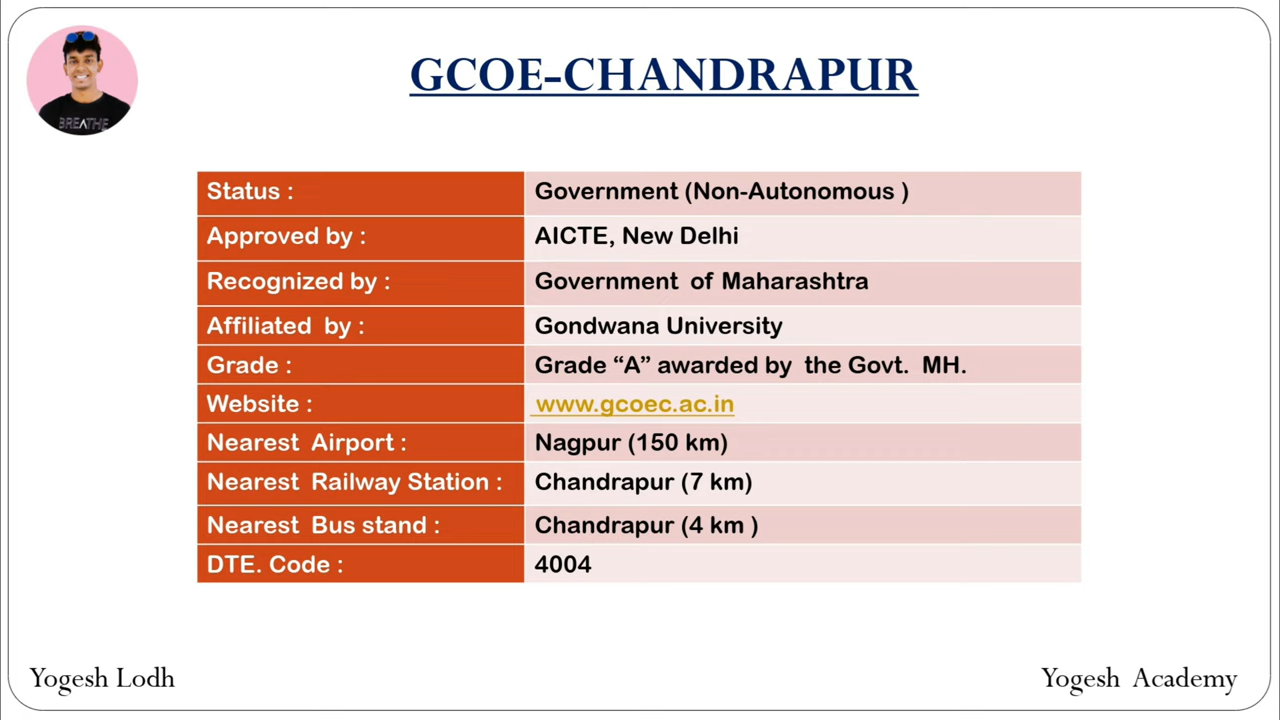 BREATHE
GCOE-CHANDRAPUR
Status : Government (Non-Autonomous )
Approved by : AICTE, New Delhi
Recognized by : Government of Maharashtra
Affiliated by : Gondwana University
Grade : Grade “A” awarded by the Govt. MH.
Website : www.gcoec.ac.in
Nearest Airport : Nagpur (150 km)
Nearest Railway Station : Chandrapur (7 km)
Nearest Bus stand : Chandrapur (4 km )
DTE. Code : 4004
Yogesh Lodh
Yogesh Academy